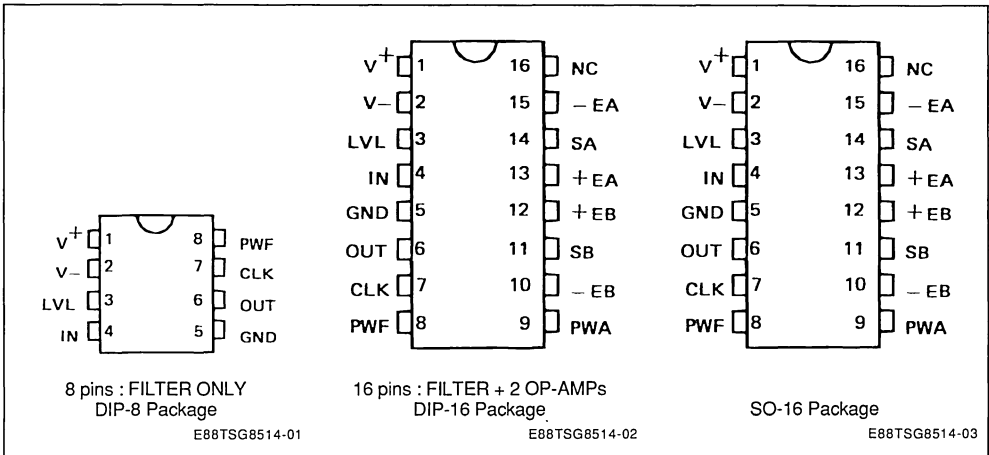 V+ 1 8 PWF
V- 2 7 CLK
LVL 3 6 OUT
IN 4 5 GND
8 pins : FILTER ONLY
DIP-8 Package
E88TSG8514-01
V+ 1 16 NC
V- 2 15 -EA
LVL 3 14 SA
IN 4 13 +EA
GND 5 12 +EB
OUT 6 11 SB
CLK 7 10 -EB
PWF 8 9 PWA
16 pins : FILTER + 2 OP-AMPs
DIP-16 Package
E88TSG8514-02
V+ 1 16 NC
V- 2 15 -EA
LVL 3 14 SA
IN 4 13 +EA
GND 5 12 +EB
OUT 6 11 SB
CLK 7 10 -EB
PWF 8 9 PWA
SO-16 Package
E88TSG8514-03